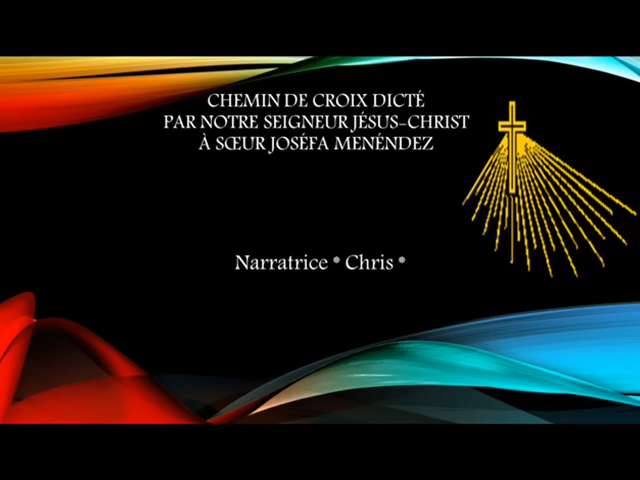 CHEMIN DE CROIX DICTÉ
PAR NOTRE SEIGNEUR JÉSUS-CHRIST
À SŒUR JOSÉFA MENÉNDEZ
Narratrice * Chris *